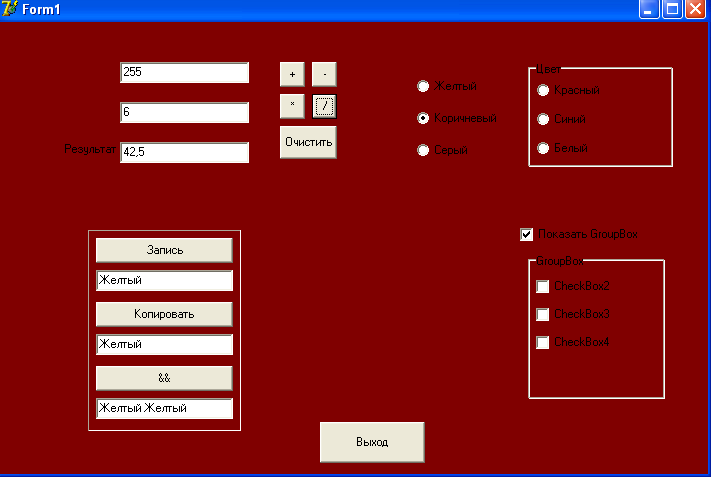 Form1
255
6
Результат
42,5
+
-
*
/
Очистить
Желтый
Коричневый
Серый
Цвет
Красный
Синий
Белый
Запись
Желтый
Копировать
Желтый
&&
Желтый Желтый
Показать GroupBox
GroupBox
CheckBox2
CheckBox3
CheckBox4
Выход